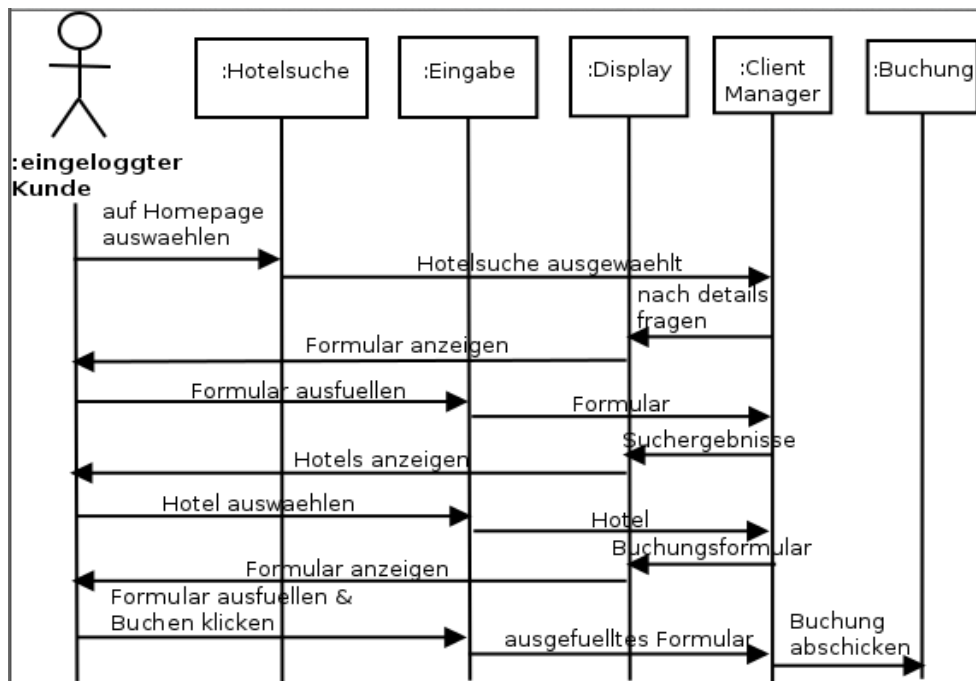 :Hotelsuche
:Eingabe
:Display
:Client
Manager
:Buchung
:eingeloggter
Kunde
auf Homepage
auswaehlen
Hotelsuche ausgewaehlt
nach details
fragen
Formular anzeigen
Formular ausfuellen
Formular
Suchergebnisse
Hotels anzeigen
Hotel auswaehlen
Hotel
Buchungsformular
Formular anzeigen
Formular ausfuellen &
Buchen klicken
ausgefuelltes Formular
Buchung
abschicken